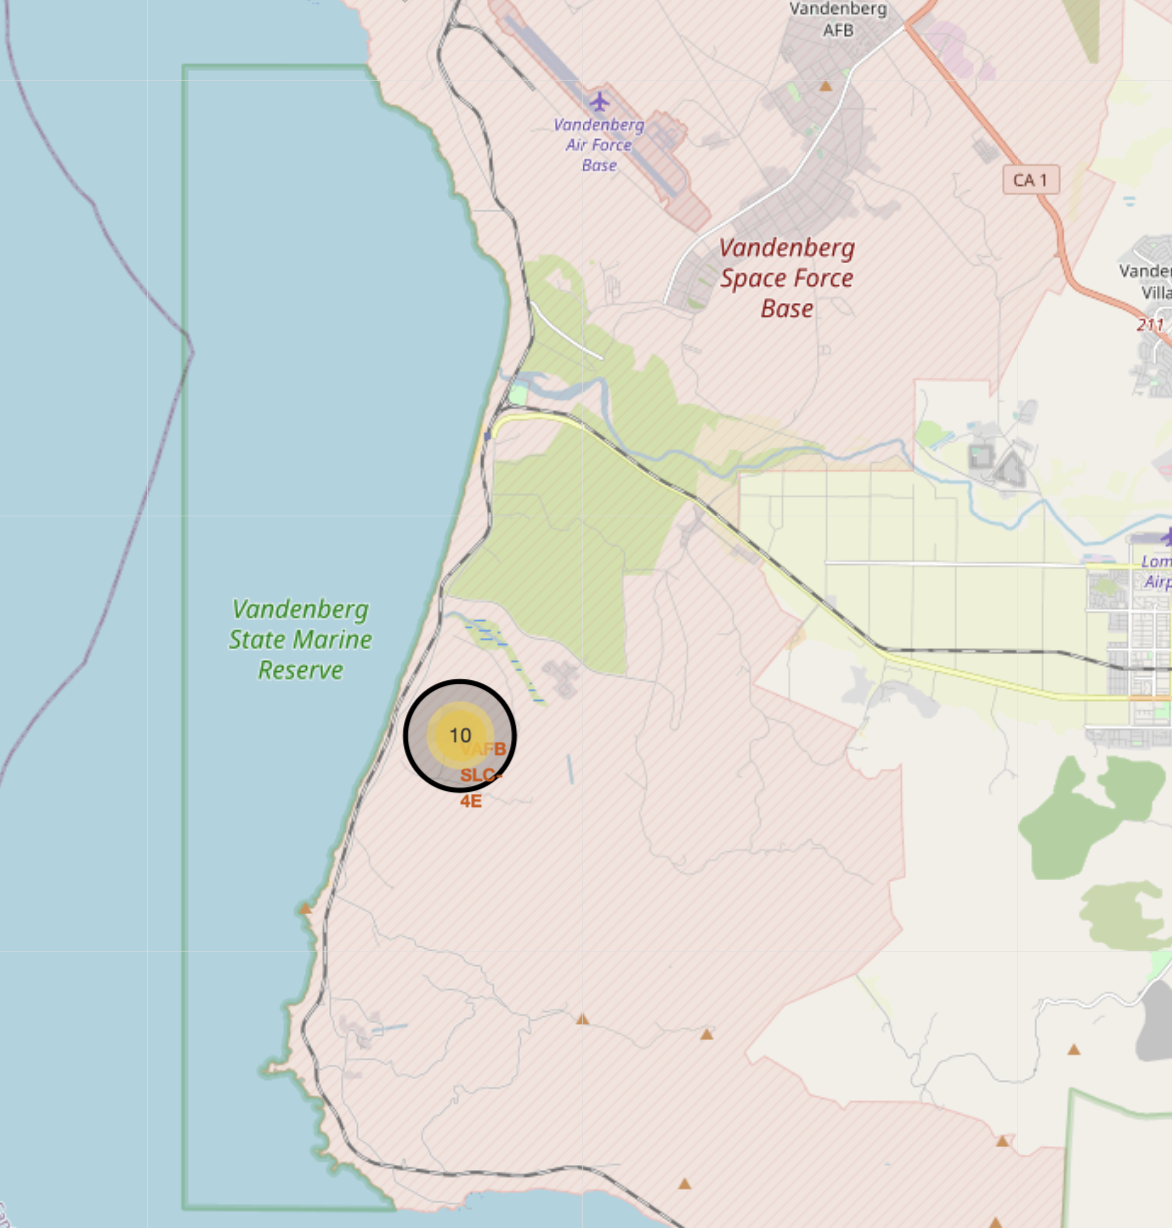 Vandenberg
AFB
Vandenberg
Air Force
Base
CA 1
Vandenberg
Space Force
Base
Vande
Villa
211
Lom
Airp
Vandenberg
State Marine
Reserve
10
VAFB
SLC-
4E